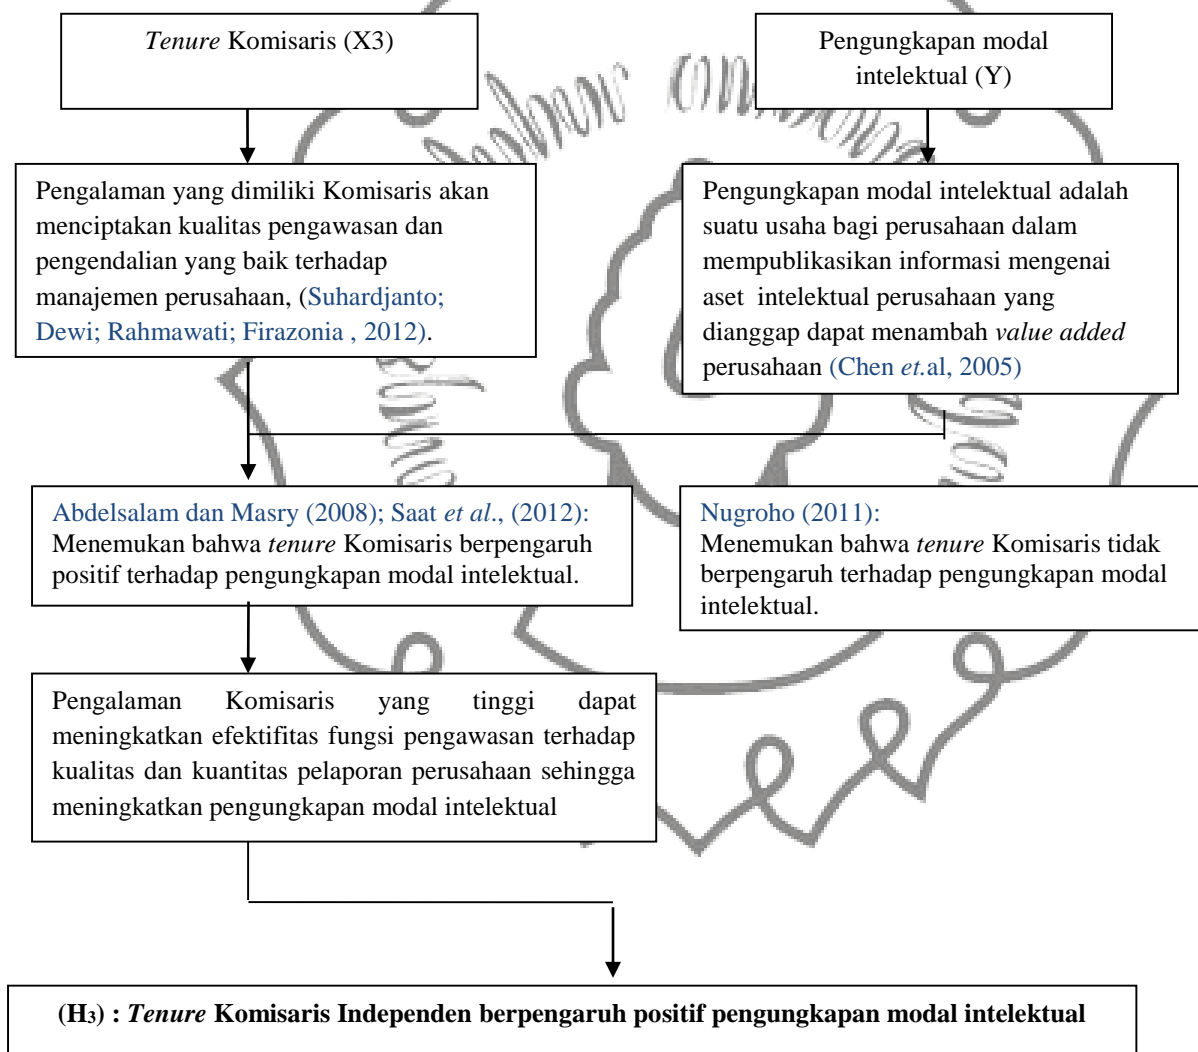 Tenure Komisaris (X3)
Pengungkapan modal
intelektual (Y)
Pengalaman yang dimiliki Komisaris akan
menciptakan kualitas pengawasan dan
pengendalian yang baik terhadap
manajemen perusahaan, (Suhardjanto;
Dewi; Rahmawati; Firazonia , 2012).
Pengungkapan modal intelektual adalah
suatu usaha bagi perusahaan dalam
mempublikasikan informasi mengenai
aset intelektual perusahaan yang
dianggap dapat menambah value added
perusahaan (Chen et.al, 2005)
Abdelsalam dan Masry (2008); Saat et al., (2012):
Menemukan bahwa tenure Komisaris berpengaruh
positif terhadap pengungkapan modal intelektual.
Nugroho (2011):
Menemukan bahwa tenure Komisaris tidak
berpengaruh terhadap pengungkapan modal
intelektual.
Pengalaman Komisaris yang tinggi dapat
meningkatkan efektifitas fungsi pengawasan terhadap
kualitas dan kuantitas pelaporan perusahaan sehingga
meningkatkan pengungkapan modal intelektual
(H₃) : Tenure Komisaris Independen berpengaruh positif pengungkapan modal intelektual